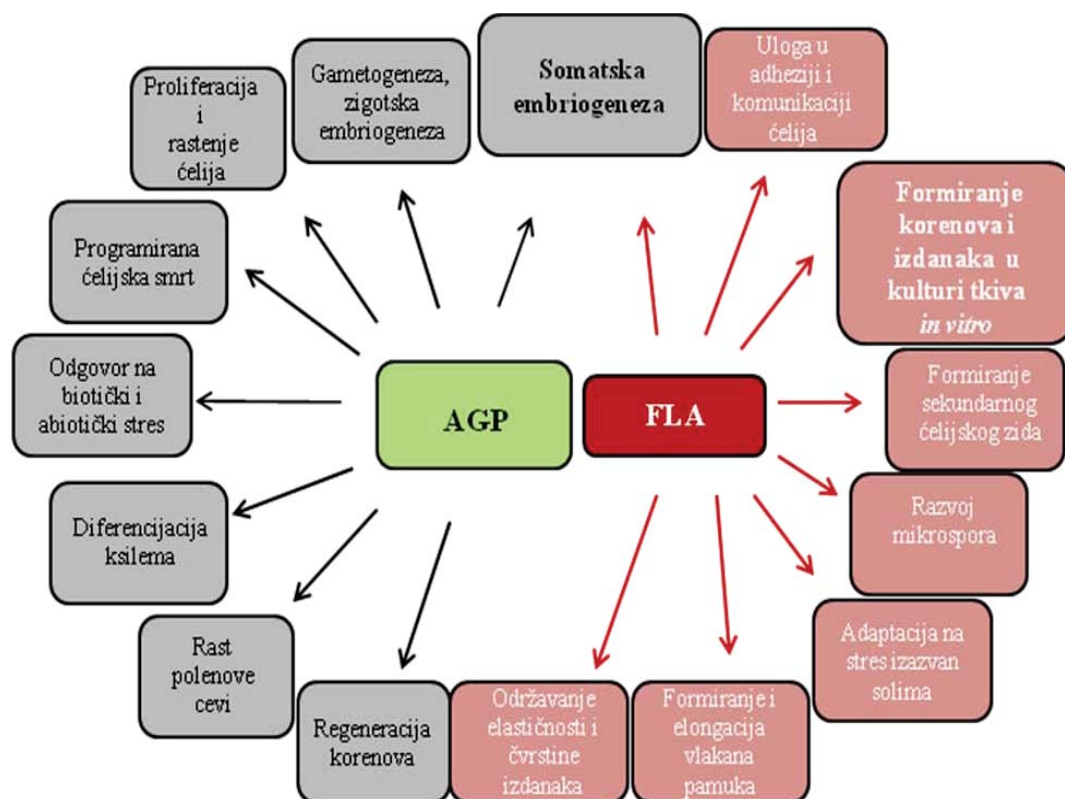 Proliferacija
i
rastenje
ćelija
Gametogeneza,
zigotska
embriogeneza
Somatska
embriogeneza
Uloga u
adheziji i
komunikaciji
ćelija
Programirana
ćelijska smrt
Formiranje
korenova i
izdanaka u
kulturi tkiva
in vitro
Odgovor na
biotički i
abiotički stres
AGP
FLA
Formiranje
sekundarnog
ćelijskog zida
Diferencijacija
ksilema
Razvoj
mikrospora
Rast
polenove
cevi
Adaptacija na
stres izazvan
solima
Regeneracija
korenova
Održavanje
elastičnosti i
čvrstine
izdanaka
Formiranje i
elongacija
vlakana
pamuka